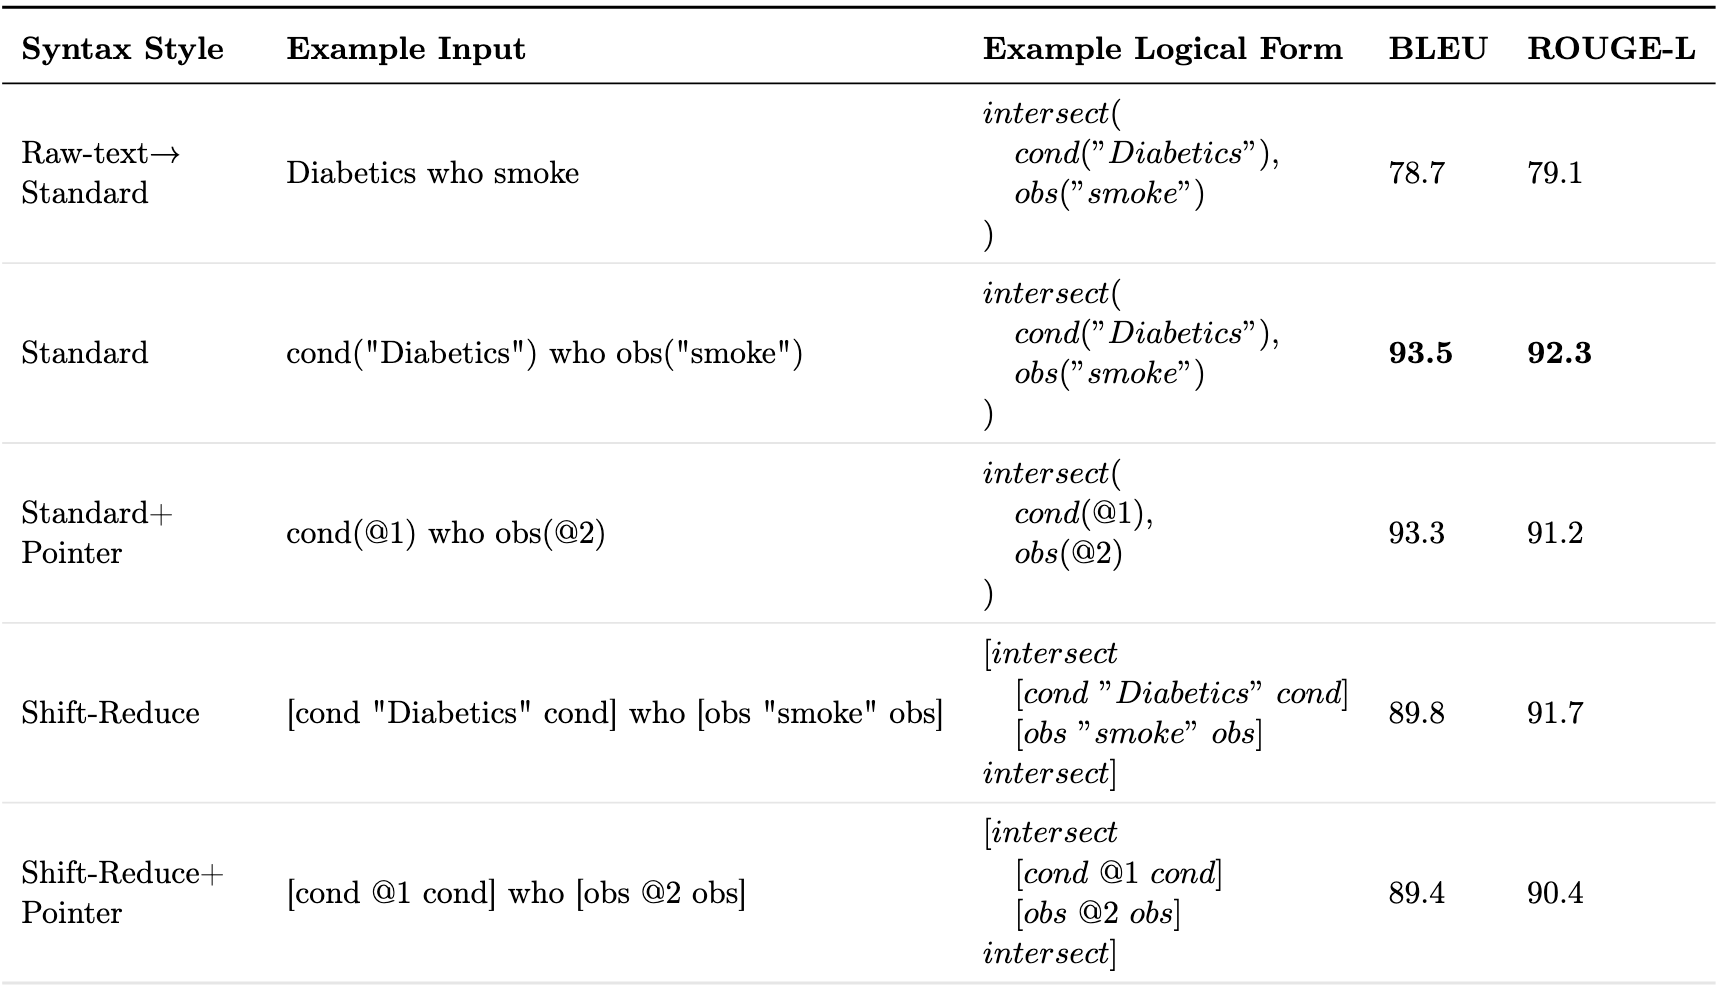 Syntax Style Example Input Example Logical Form BLEU ROUGE-L
Raw-text→
Standard
Diabetics who smoke
intersect(
cond(”Diabetics”),
obs(”smoke”)
)
78.7 79.1
Standard
cond("Diabetics") who obs("smoke")
intersect(
cond(”Diabetics”),
obs(”smoke”)
)
93.5 92.3
Standard+
Pointer
cond(@1) who obs(@2)
intersect(
cond(@1),
obs(@2)
)
93.3 91.2
Shift-Reduce
[cond "Diabetics" cond] who [obs "smoke" obs]
[intersect
[cond ”Diabetics” cond]
[obs ”smoke” obs]
intersect]
89.8 91.7
Shift-Reduce+
Pointer
[cond @1 cond] who [obs @2 obs]
[intersect
[cond @1 cond]
[obs @2 obs]
intersect]
89.4 90.4